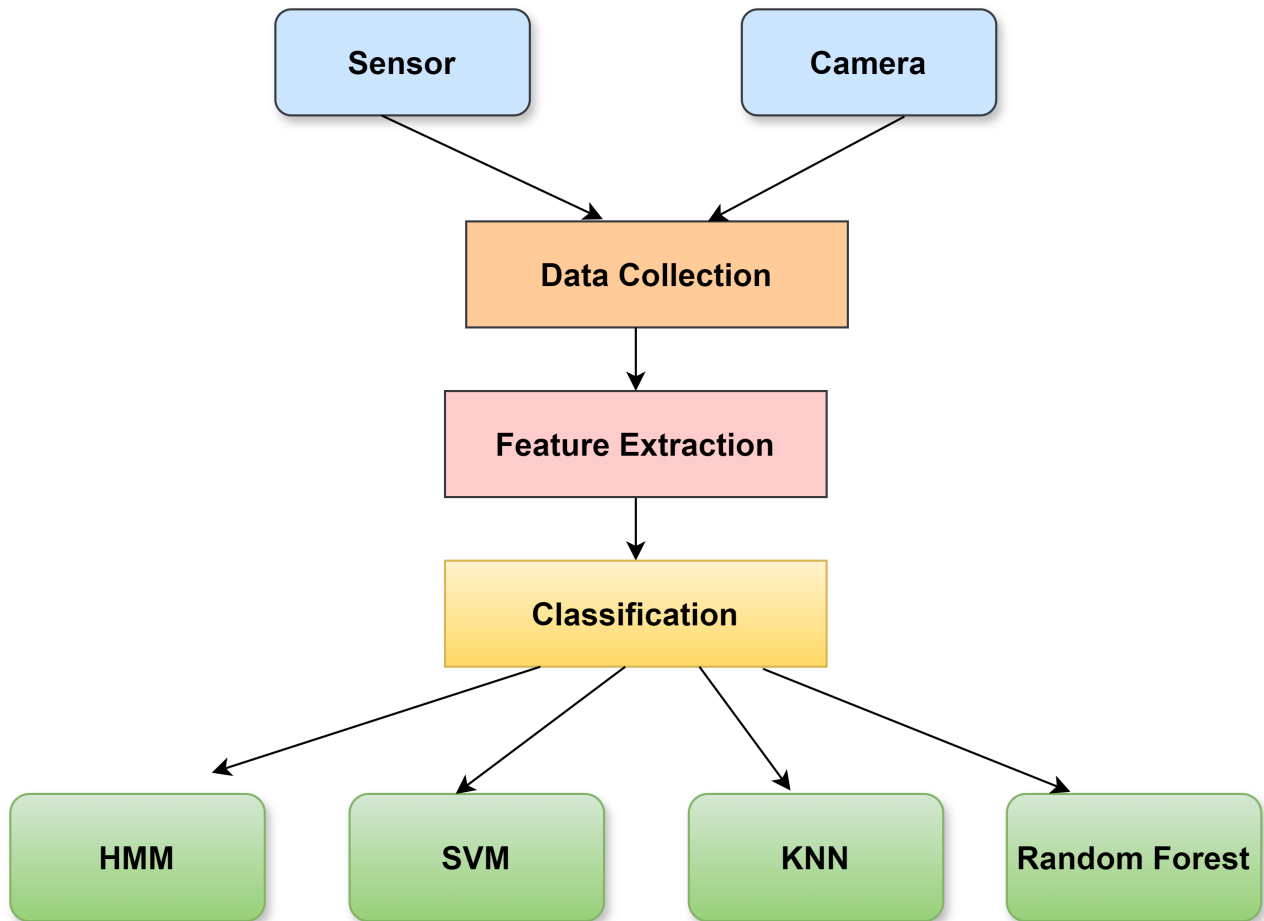 Sensor
Camera
Data Collection
Feature Extraction
Classification
HMM
SVM
KNN
Random Forest